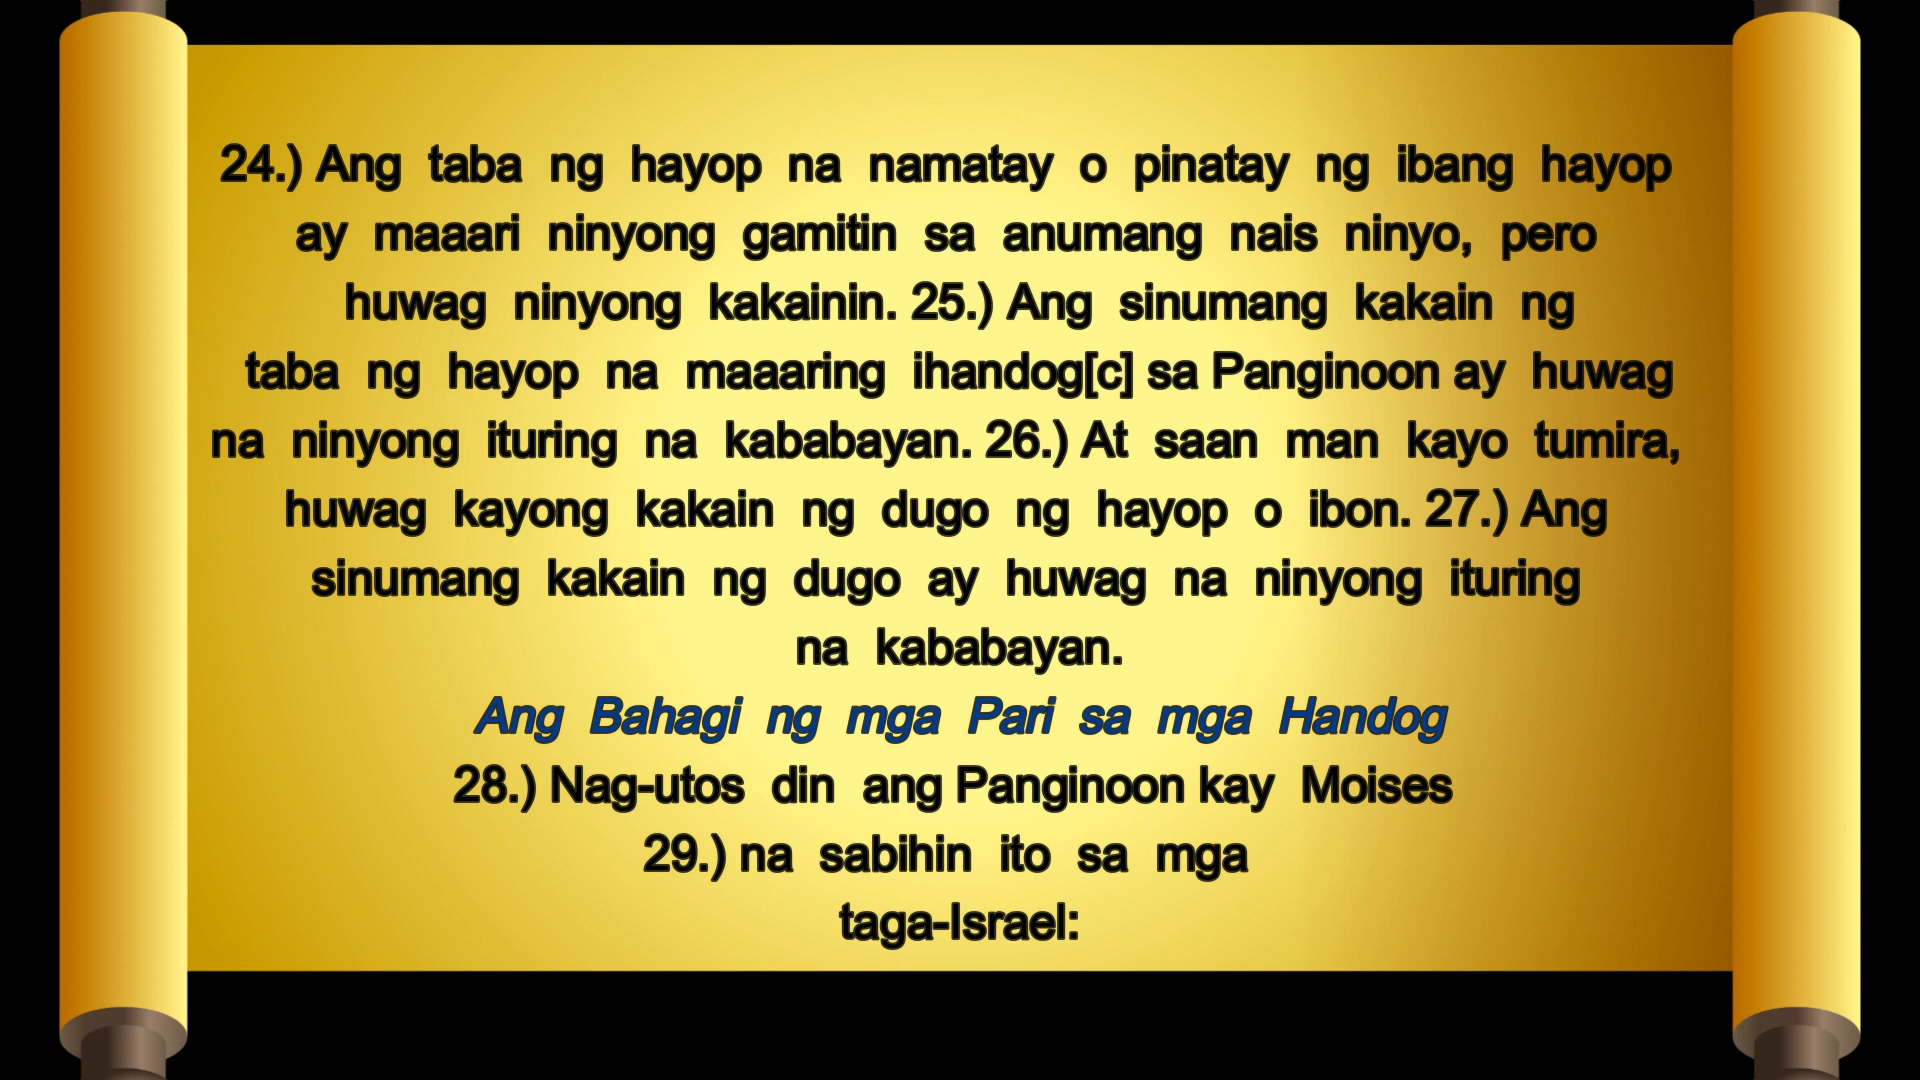 24.) Ang taba ng hayop na namatay o pinatay ng ibang hayop
ay maaari ninyong gamitin sa anumang nais ninyo, pero
huwag ninyong kakainin. 25.) Ang sinumang kakain ng
taba ng hayop na maaaring ihandog[c] sa Panginoon ay huwag
na ninyong ituring na kababayan. 26.) At saan man kayo tumira,
huwag kayong kakain ng dugo ng hayop o ibon. 27.) Ang
sinumang kakain ng dugo ay huwag na ninyong ituring
na kababayan.
Ang Bahagi ng mga Pari sa mga Handog
28.) Nag-utos din ang Panginoon kay Moises
29.) na sabihin ito sa mga
taga-Israel: